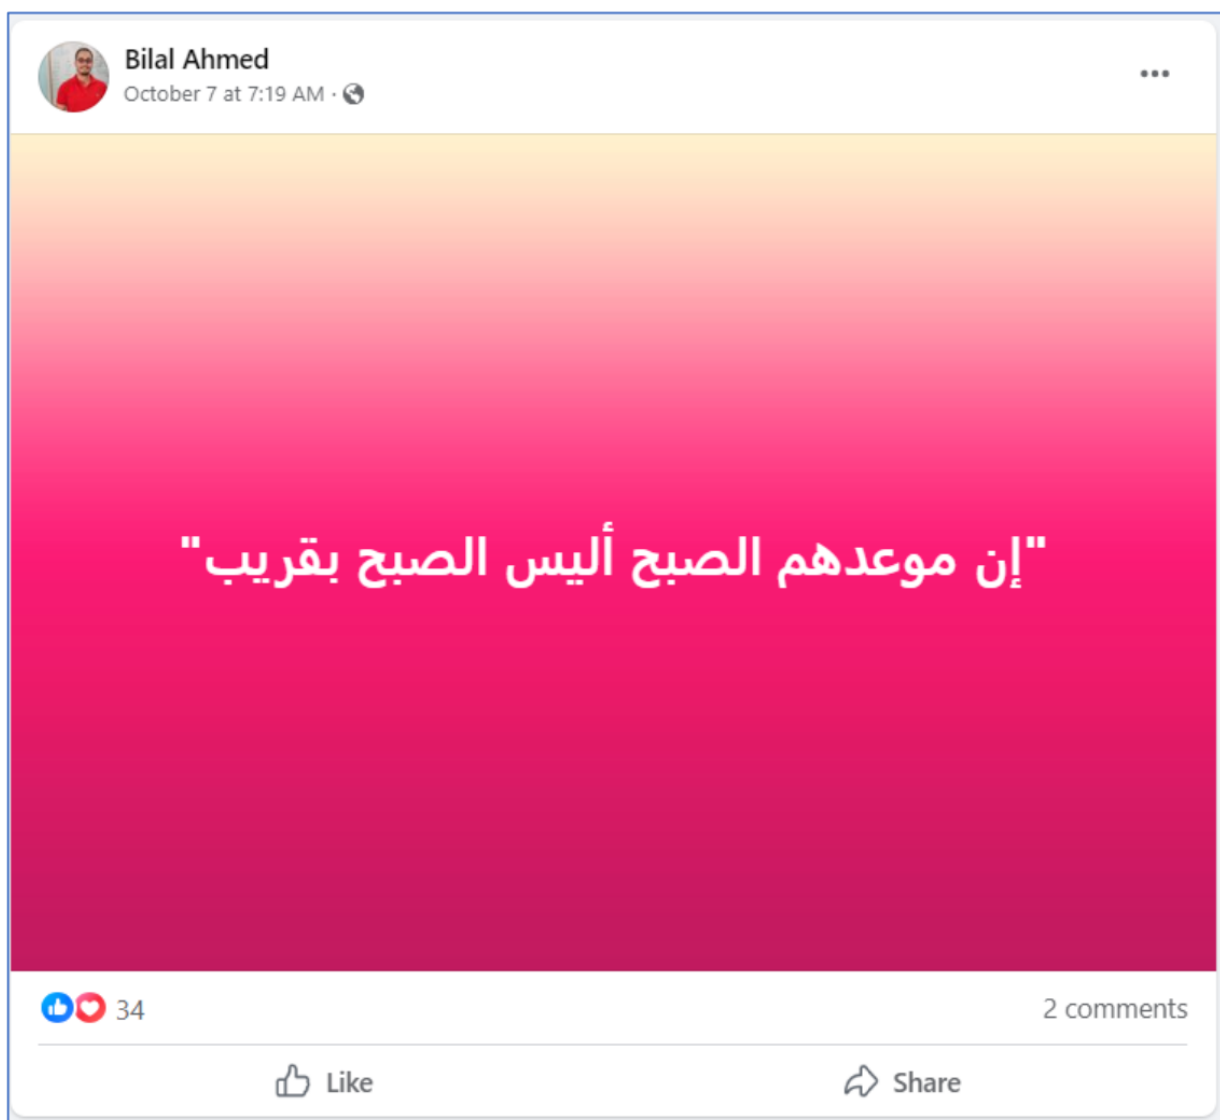 Bilal Ahmed
October 7 at 7:19 AM ·
"إن موعدهم الصبح أليس الصبح بقريب"
34
2 comments
Like
Share